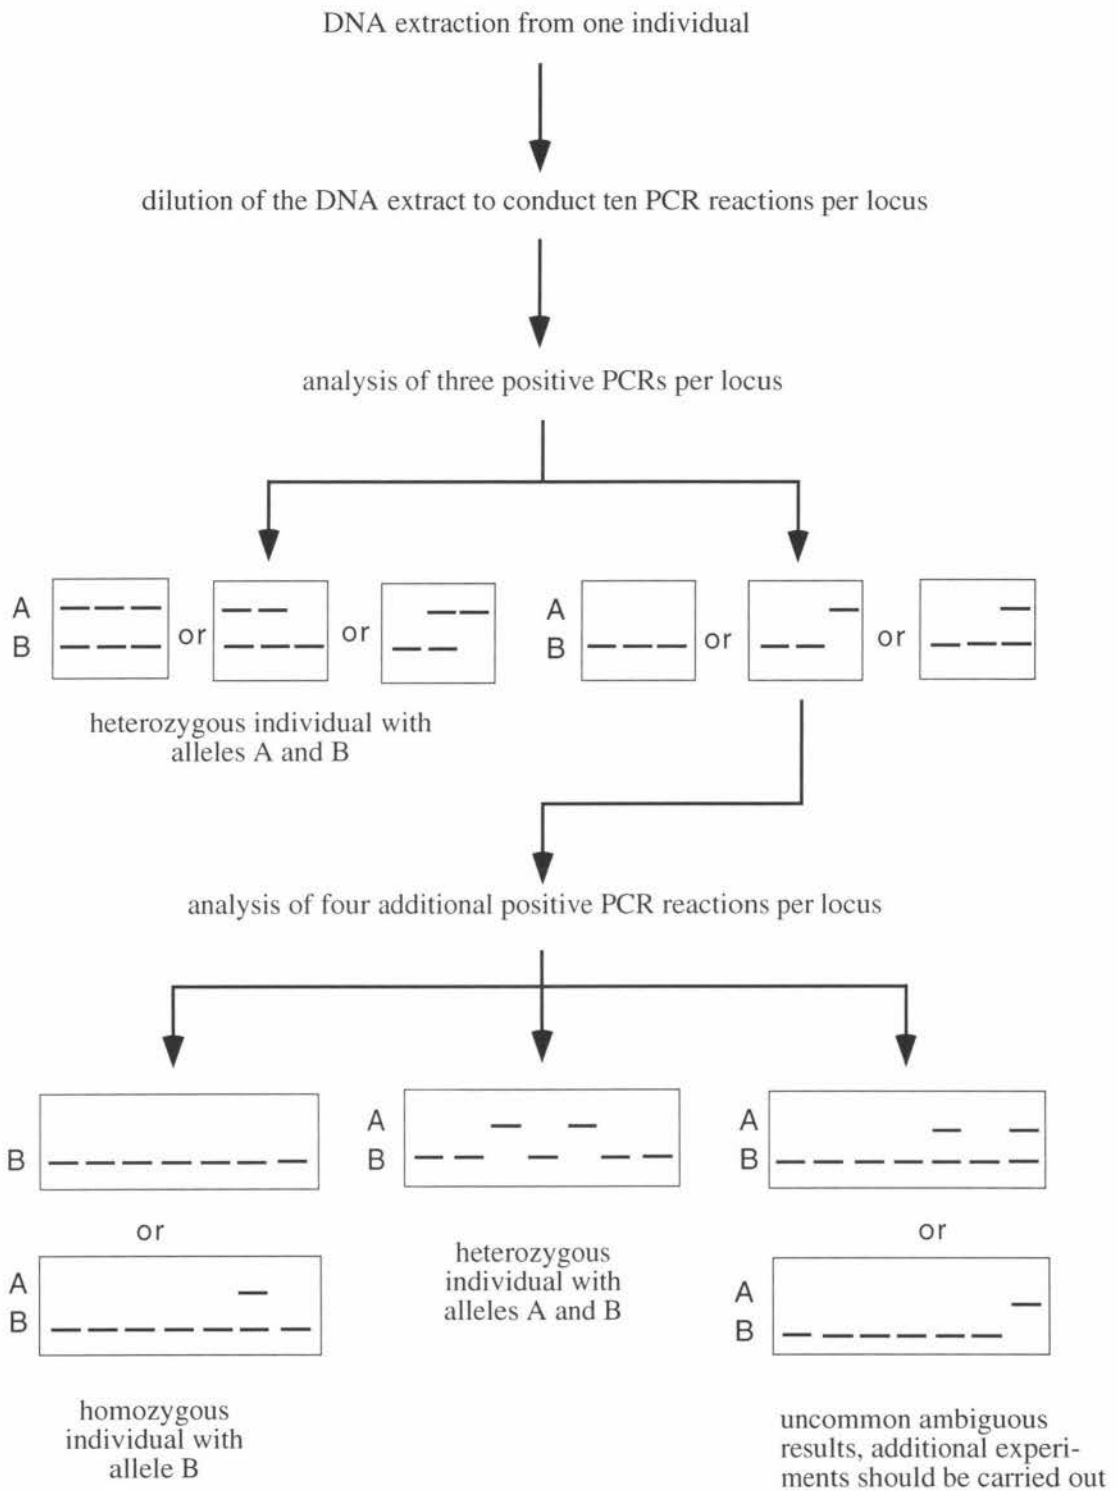 DNA extraction from one individual
dilution of the DNA extract to conduct ten PCR reactions per locus
analysis of three positive PCRs per locus
A
B
or
or
A
B
or
or
heterozygous individual with
alleles A and B
analysis of four additional positive PCR reactions per locus
B
or
A
B
homozygous
individual with
allele B
A
B
heterozygous
individual with
alleles A and B
A
B
or
A
B
uncommon ambiguous
results, additional experi-
ments should be carried out